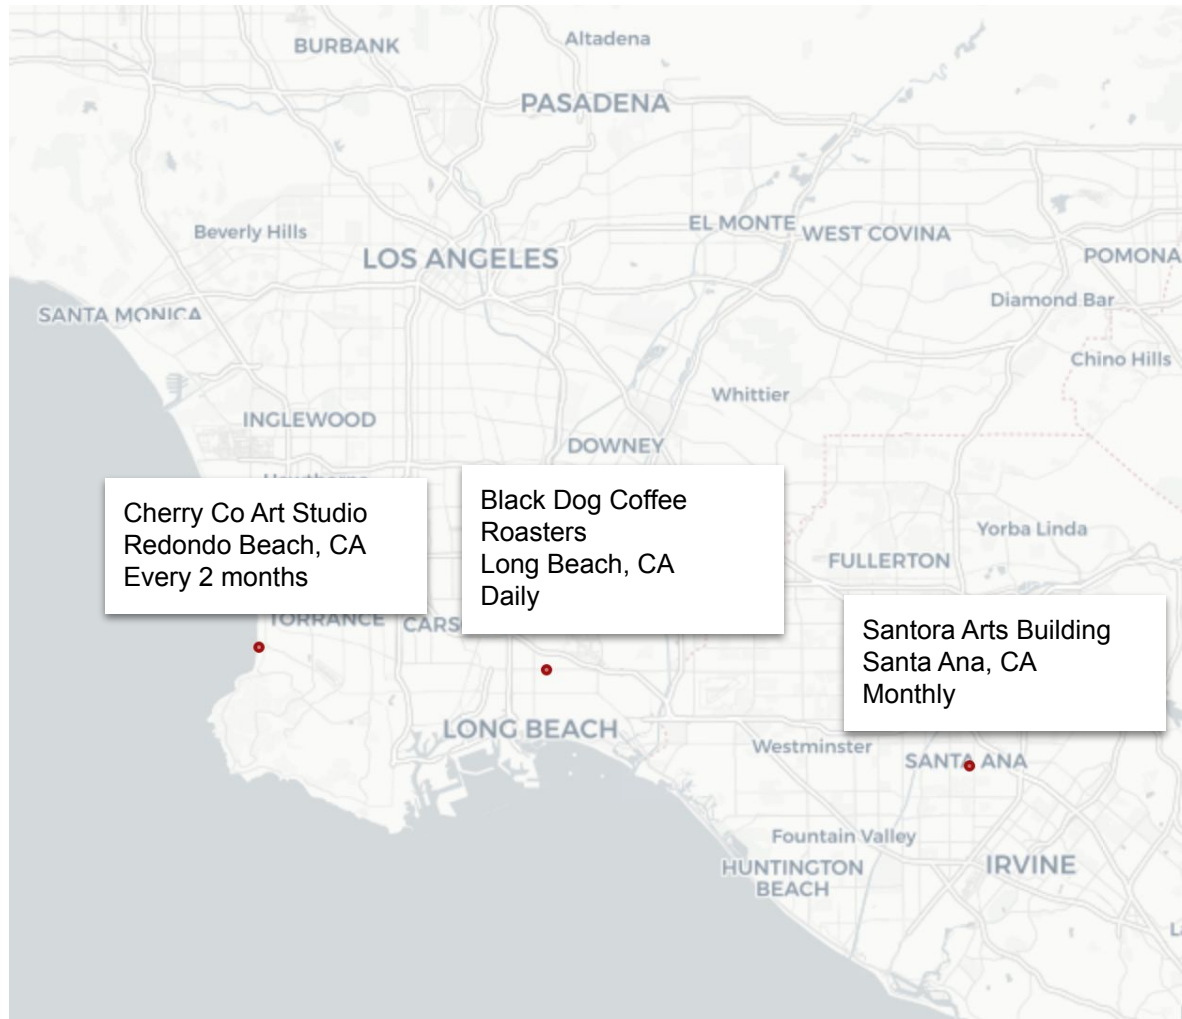 BURBANK
Altadena
PASADENA
Beverly Hills
EL MONTE
WEST COVINA
LOS ANGELES
POMONA
SANTA MONICA
Diamond Bar
Chino Hills
Whittier
INGLEWOOD
DOWNEY
Cherry Co Art Studio
Redondo Beach, CA
Every 2 months
Black Dog Coffee
Roasters
Long Beach, CA
Daily
Yorba Linda
FULLERTON
TORRANCE
CARS
Santora Arts Building
Santa Ana, CA
Monthly
LONG BEACH
Westminster
SANTA ANA
Fountain Valley
HUNTINGTON
BEACH
IRVINE